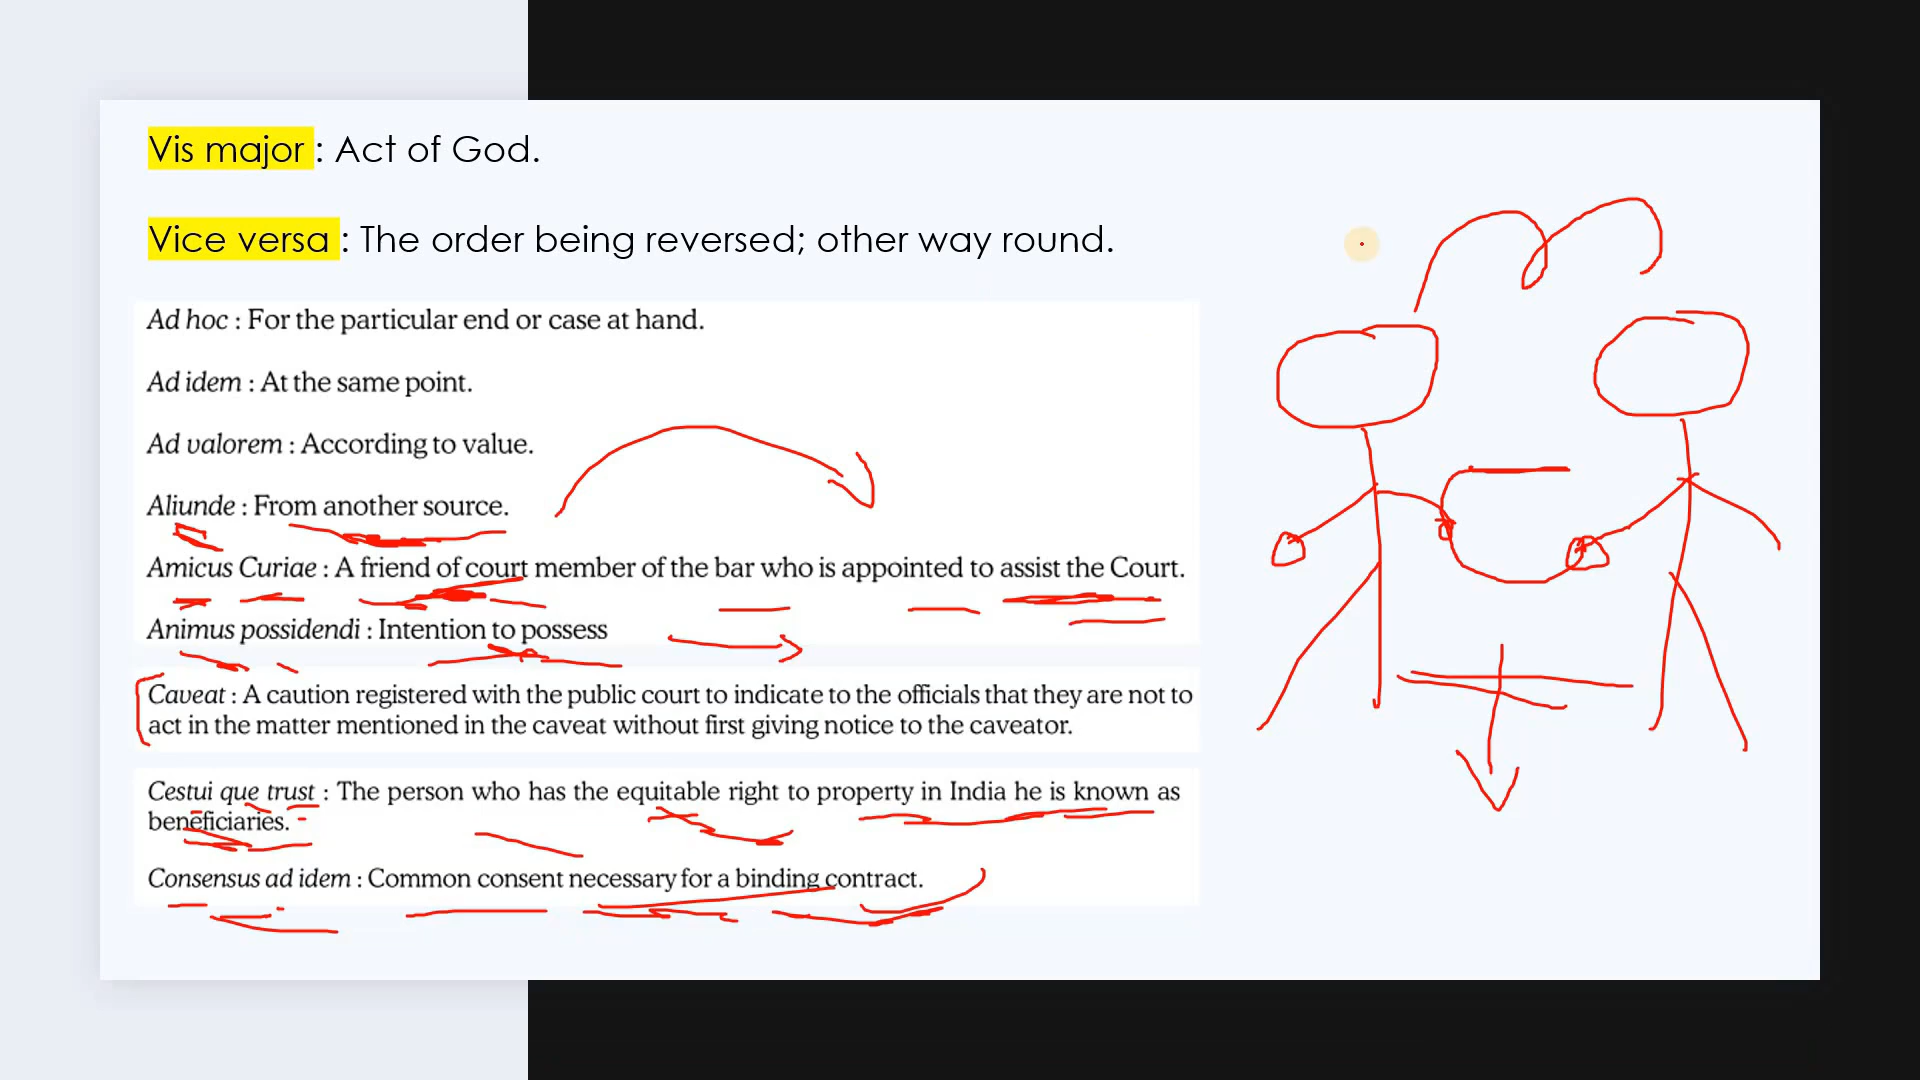 Vis major : Act of God.
Vice versa : The order being reversed; other way round.
Ad hoc : For the particular end or case at hand.
Ad idem : At the same point.
Ad valorem : According to value.
Aliunde : From another source.
Amicus Curiae : A friend of court member of the bar who is appointed to assist the Court.
Animus possidendi : Intention to possess
Caveat : A caution registered with the public court to indicate to the officials that they are not to
act in the matter mentioned in the caveat without first giving notice to the caveator.
Cestui que trust : The person who has the equitable right to property in India he is known as
beneficiaries.
Consensus ad idem : Common consent necessary for a binding contract.